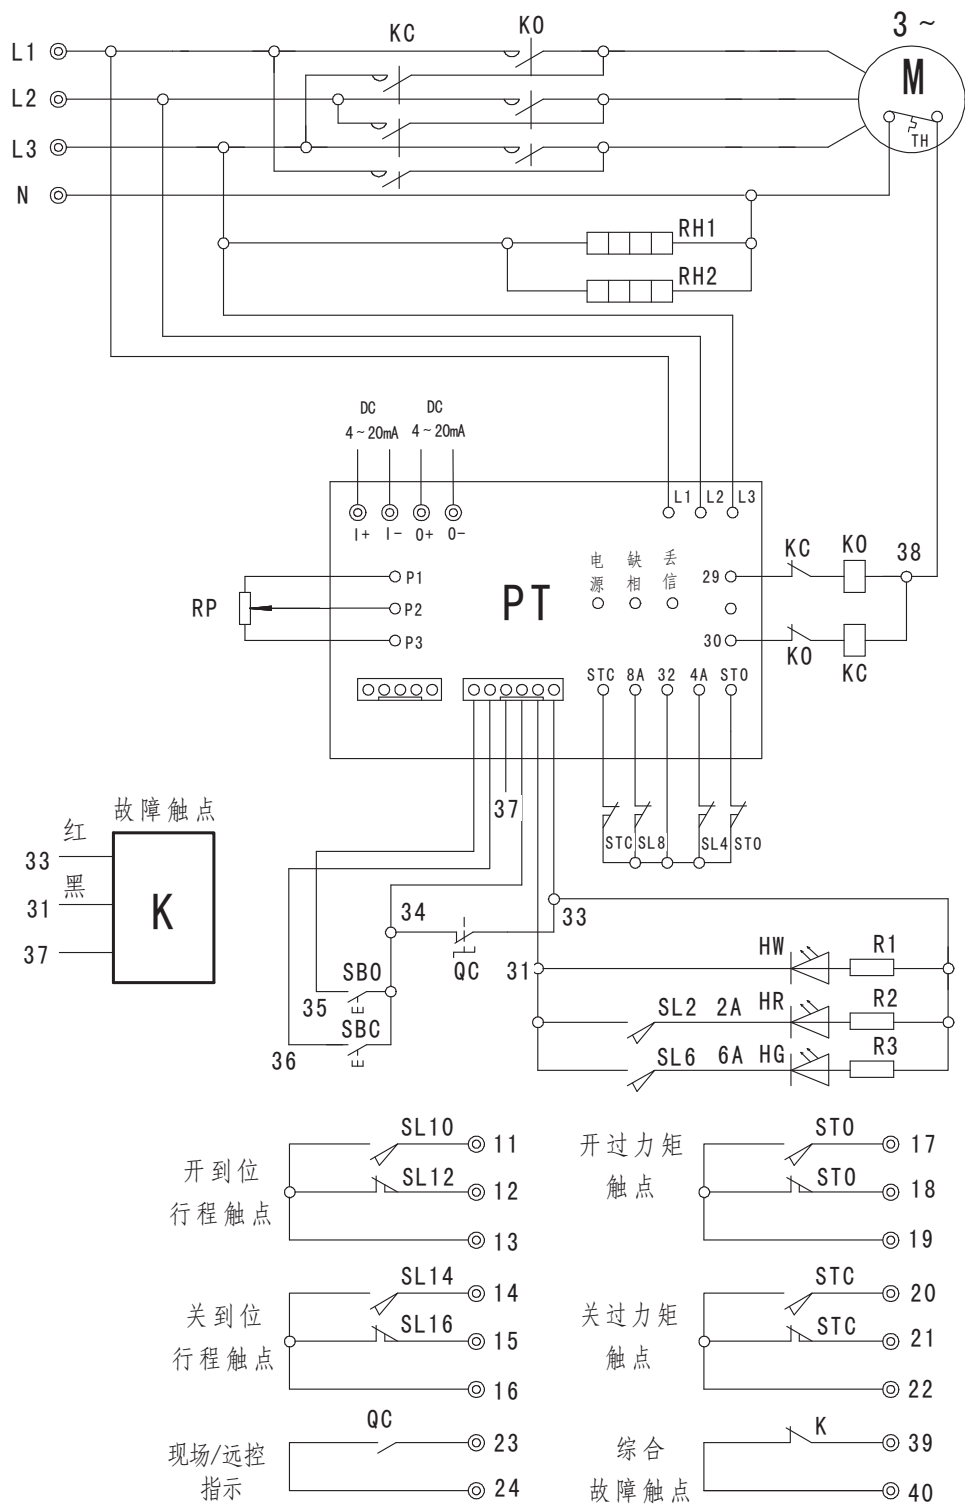 3～
KC KO
L1
M
L2
TH
L3
N
RH1
RH2
DC DC
4～20mA 4～20mA
L1 L2 L3
I+ I- O+ O-
KC KO 38
电源 缺相 丢信
P1
29
RP
PT
P2
P3
30
KO KC
STC 8A 32 4A STO
37
故障触点
STC SL8 SL4 STO
红
33
黑
31
K
37
34
33
QC
31
HW R1
SBO
35
SL2 2A HR R2
SBC
36
SL6 6A HG R3
SL10
11
开到位
行程触点
SL12
12
13
STO
17
开过力矩
触点
STO
18
19
SL14
14
关到位
行程触点
SL16
15
16
STC
20
关过力矩
触点
STC
21
22
QC
23
现场/远控
指示
24
K
39
综合
故障触点
40